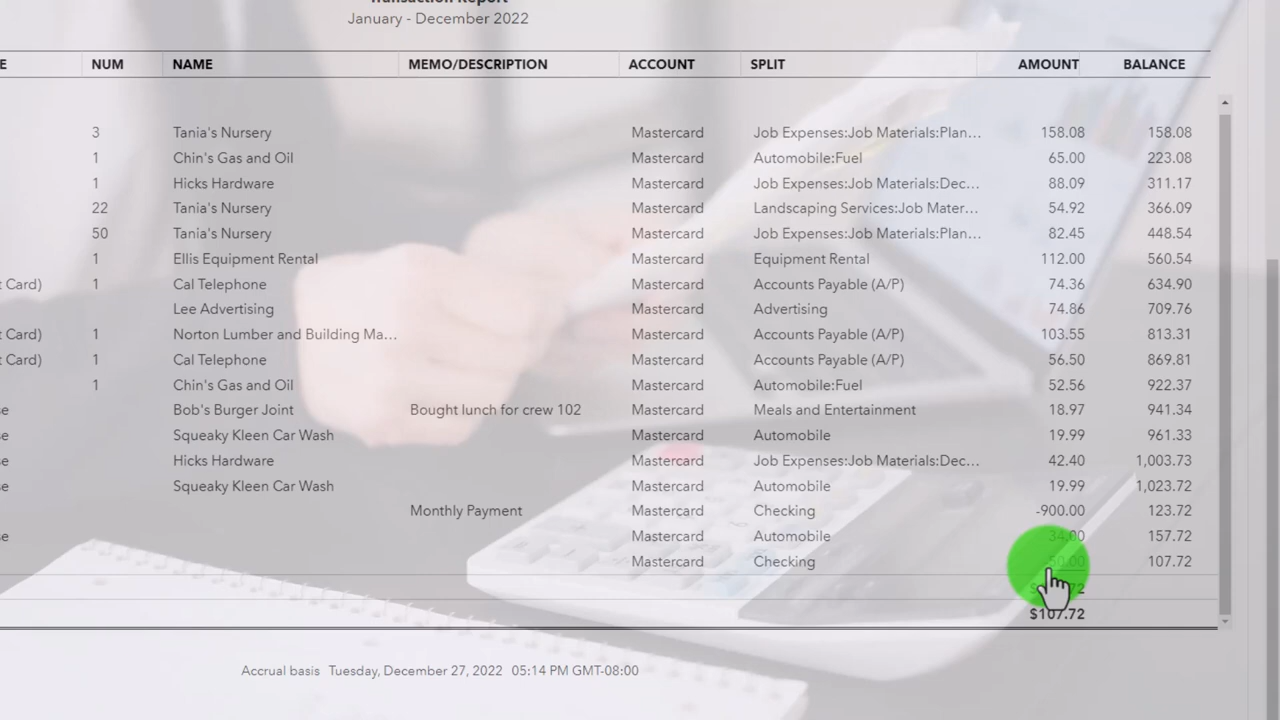 January - December 2022
E NUM NAME MEMO/DESCRIPTION ACCOUNT SPLIT AMOUNT BALANCE
3 Tania's Nursery Mastercard Job Expenses:Job Materials:Plan... 158.08 158.08
1 Chin's Gas and Oil Mastercard Automobile:Fuel 65.00 223.08
1 Hicks Hardware Mastercard Job Expenses:Job Materials:Dec... 88.09 311.17
22 Tania's Nursery Mastercard Landscaping Services:Job Mater... 54.92 366.09
50 Tania's Nursery Mastercard Job Expenses:Job Materials:Plan... 82.45 448.54
1 Ellis Equipment Rental Mastercard Equipment Rental 112.00 560.54
t Card) 1 Cal Telephone Mastercard Accounts Payable (A/P) 74.36 634.90
Lee Advertising Mastercard Advertising 74.86 709.76
t Card) 1 Norton Lumber and Building Ma... Mastercard Accounts Payable (A/P) 103.55 813.31
t Card) 1 Cal Telephone Mastercard Accounts Payable (A/P) 56.50 869.81
1 Chin's Gas and Oil Mastercard Automobile:Fuel 52.56 922.37
se Bob's Burger Joint Bought lunch for crew 102 Mastercard Meals and Entertainment 18.97 941.34
se Squeaky Kleen Car Wash Mastercard Automobile 19.99 961.33
se Hicks Hardware Mastercard Job Expenses:Job Materials:Dec... 42.40 1,003.73
se Squeaky Kleen Car Wash Mastercard Automobile 19.99 1,023.72
Monthly Payment Mastercard Checking -900.00 123.72
se Mastercard Automobile 34.00 157.72
Mastercard Checking 107.72
$107.72
Accrual basis Tuesday, December 27, 2022 05:14 PM GMT-08:00